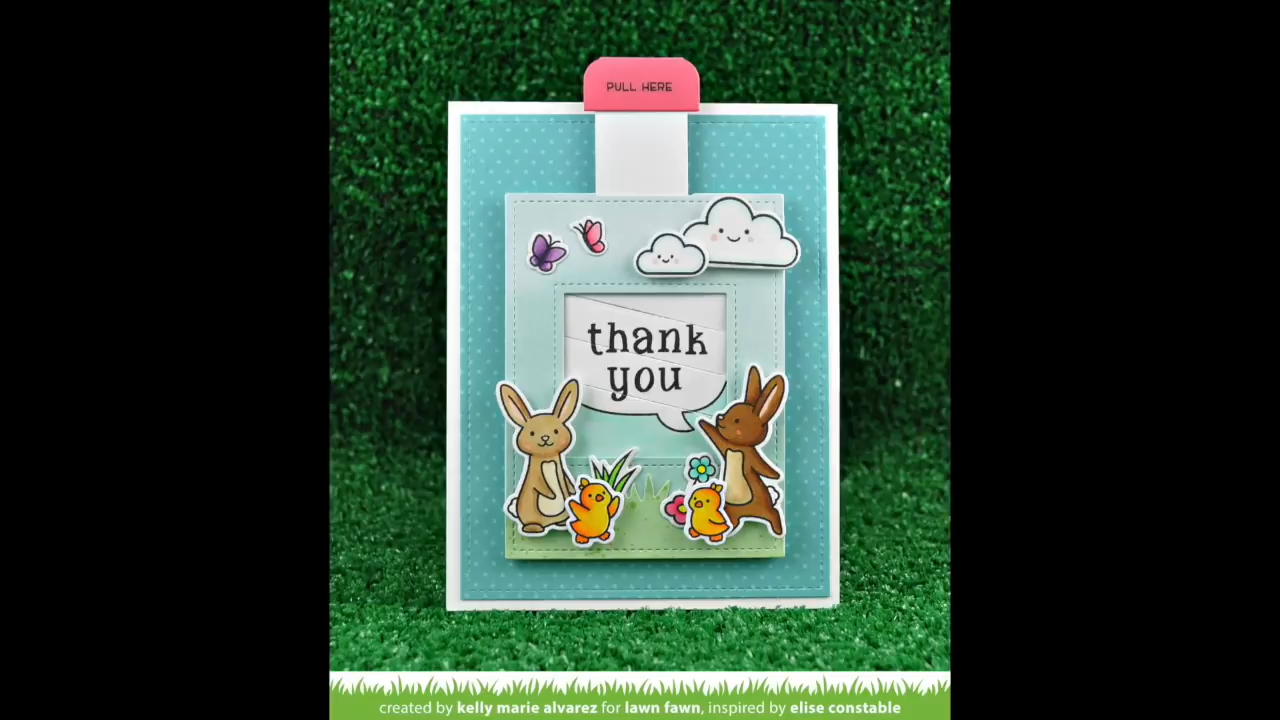 PULL HERE
thank
you
created by kelly marie alvarez for lawn fawn, inspired by elise constable